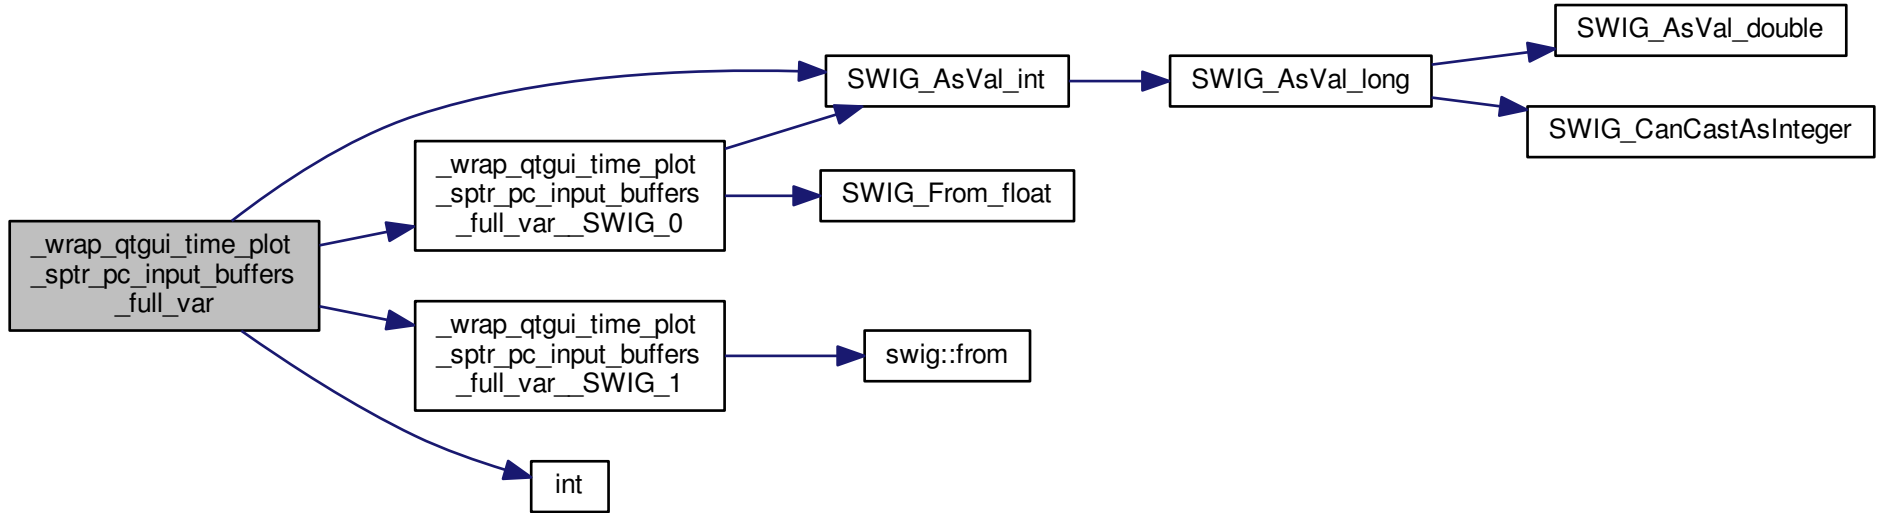 _wrap_qtgui_time_plot
_sptr_pc_input_buffers
_full_var
_wrap_qtgui_time_plot
_sptr_pc_input_buffers
_full_var__SWIG_0
_wrap_qtgui_time_plot
_sptr_pc_input_buffers
_full_var__SWIG_1
int
SWIG_AsVal_int
SWIG_From_float
swig::from
SWIG_AsVal_long
SWIG_AsVal_double
SWIG_CanCastAsInteger